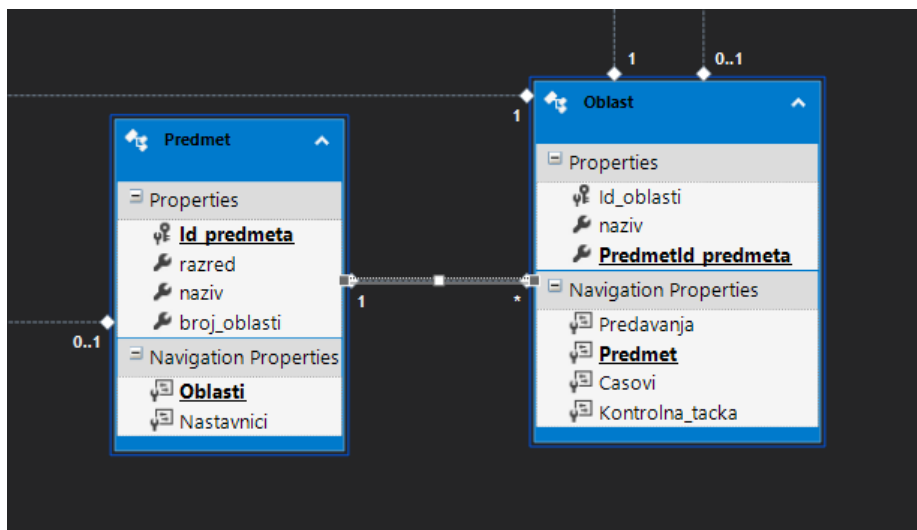 1
0..1
1
Oblast
Properties
Id_oblasti
naziv
PredmetId_predmeta
Navigation Properties
Predavanja
Predmet
Casovi
Kontrolna_tacka
Predmet
Properties
Id_predmeta
razred
naziv
broj_oblasti
Navigation Properties
Oblasti
Nastavnici
0..1
1
*